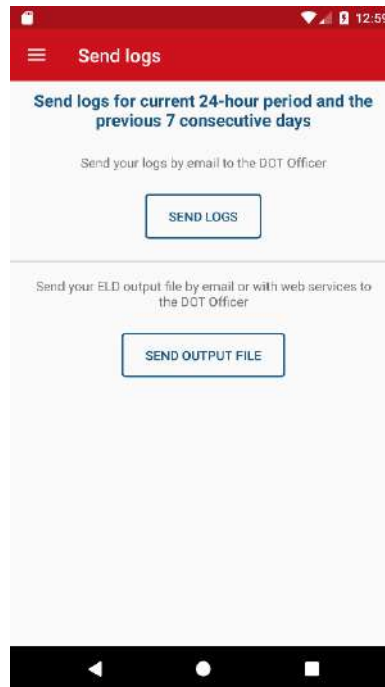 12:59
Send logs
Send logs for current 24-hour period and the
previous 7 consecutive days
Send your logs by email to the DOT Officer
SEND LOGS
Send your ELD output file by email or with web services to
the DOT Officer
SEND OUTPUT FILE